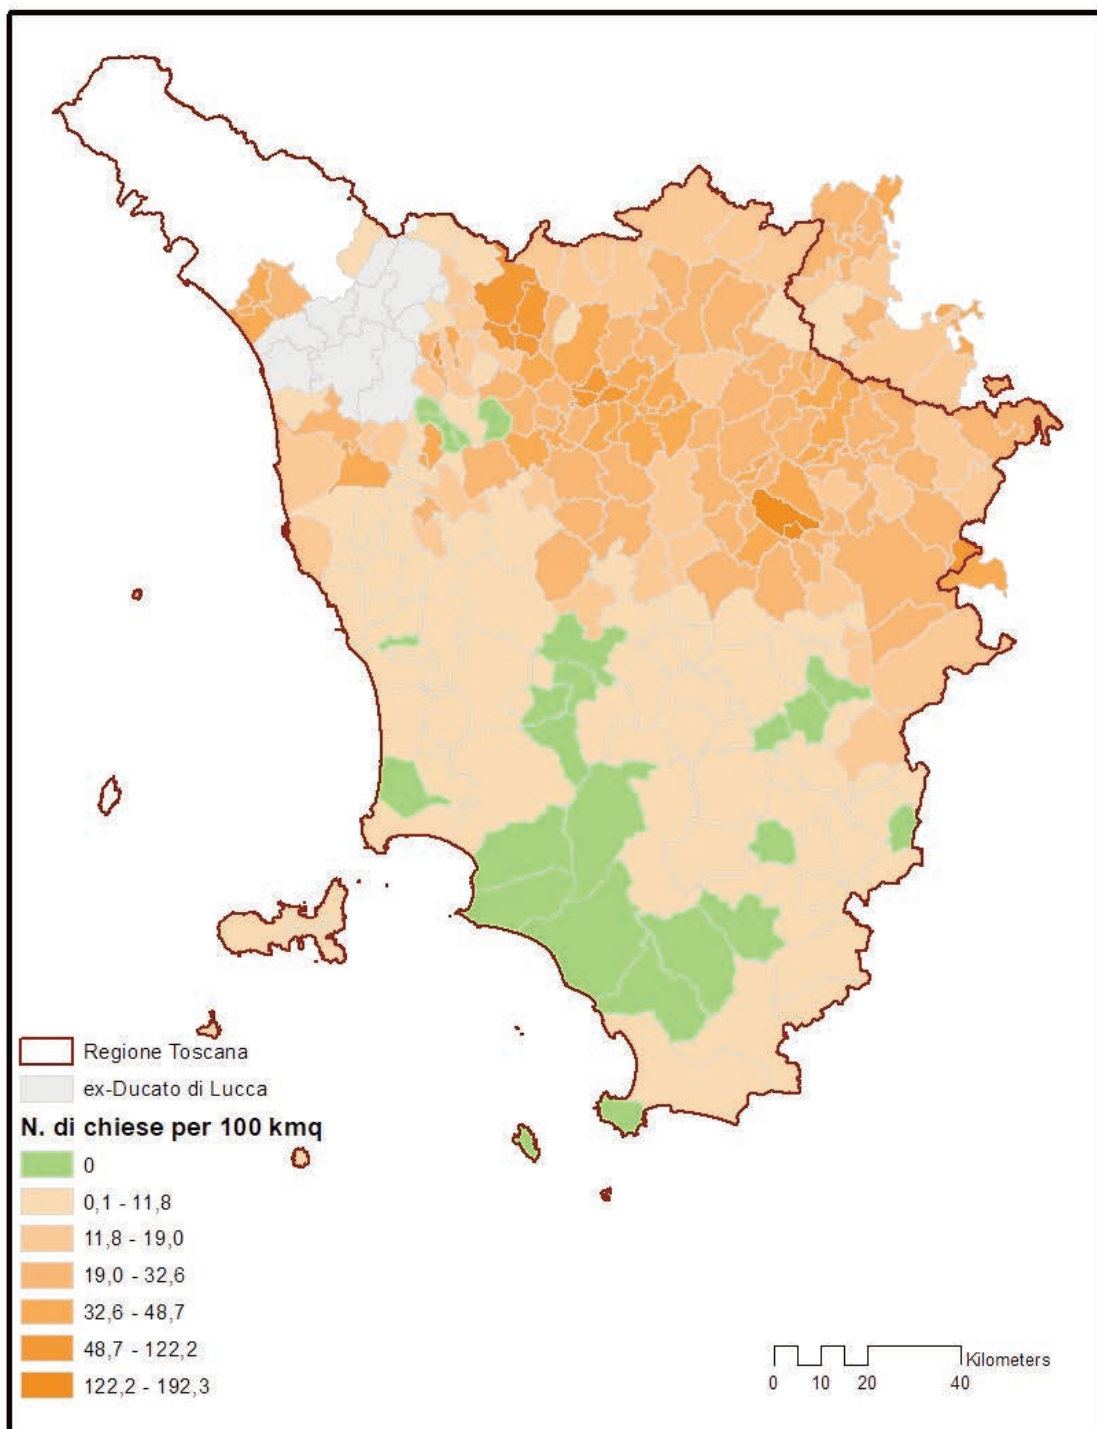 Regione Toscana
ex-Ducato di Lucca
N. di chiese per 100 kmq
0
0,1 - 11,8
11,8 - 19,0
19,0 - 32,6
32,6 - 48,7
48,7 - 122,2
122,2 - 192,3
Kilometers
0 10 20 40